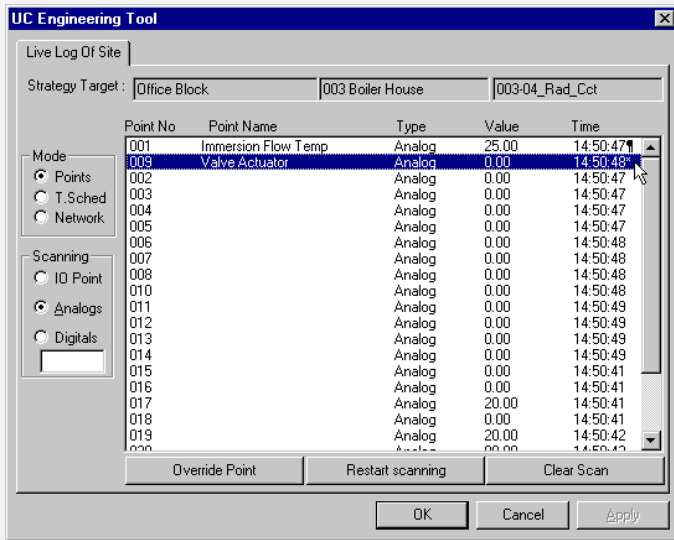 UC Engineering Tool
Live Log Of Site
Strategy Target : Office Block 003 Boiler House 003-04_Rad_Cct
Point No Point Name Type Value Time
001 Immersion Flow Temp Analog 25.00 14:50:47¶
009 Valve Actuator Analog 0.00 14:50:48*
002 Analog 0.00 14:50:47
003 Analog 0.00 14:50:47
004 Analog 0.00 14:50:47
005 Analog 0.00 14:50:47
006 Analog 0.00 14:50:48
007 Analog 0.00 14:50:48
008 Analog 0.00 14:50:48
010 Analog 0.00 14:50:48
011 Analog 0.00 14:50:49
012 Analog 0.00 14:50:49
013 Analog 0.00 14:50:49
014 Analog 0.00 14:50:49
015 Analog 0.00 14:50:41
016 Analog 0.00 14:50:41
017 Analog 20.00 14:50:41
018 Analog 0.00 14:50:41
019 Analog 20.00 14:50:42
Mode
Points
T.Sched
Network
Scanning
IO Point
Analogs
Digitals
Override Point Restart scanning Clear Scan
OK Cancel Apply